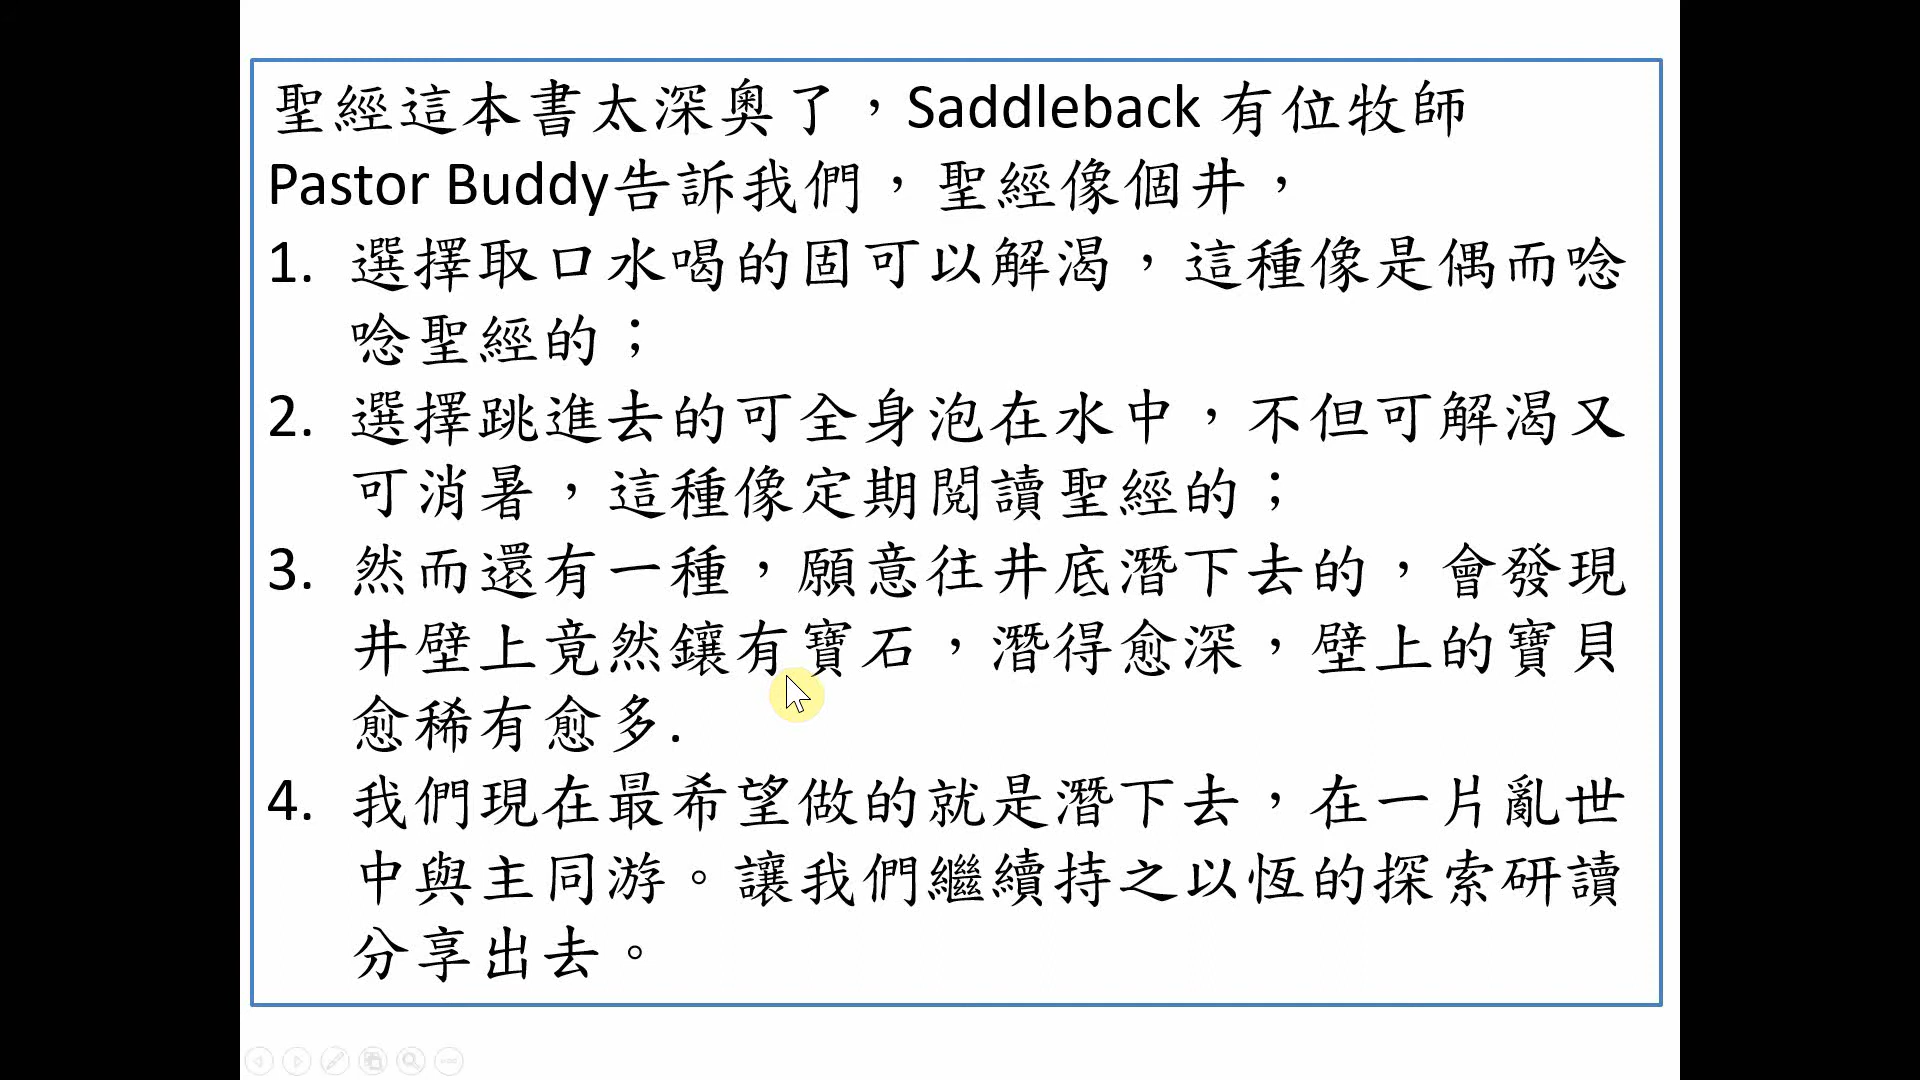 聖經這本書太深奧了，Saddleback 有位牧師
Pastor Buddy告訴我們，聖經像個井，
1. 選擇取口水喝的固可以解渴，這種像是偶而唸
唸聖經的；
2. 選擇跳進去的可全身泡在水中，不但可解渴又
可消暑，這種像定期閱讀聖經的；
3. 然而還有一種，願意往井底潛下去的，會發現
井壁上竟然鑲有寶石，潛得愈深，壁上的寶貝
愈稀有愈多.
4. 我們現在最希望做的就是潛下去，在一片亂世
中與主同游。讓我們繼續持之以恆的探索研讀
分享出去。